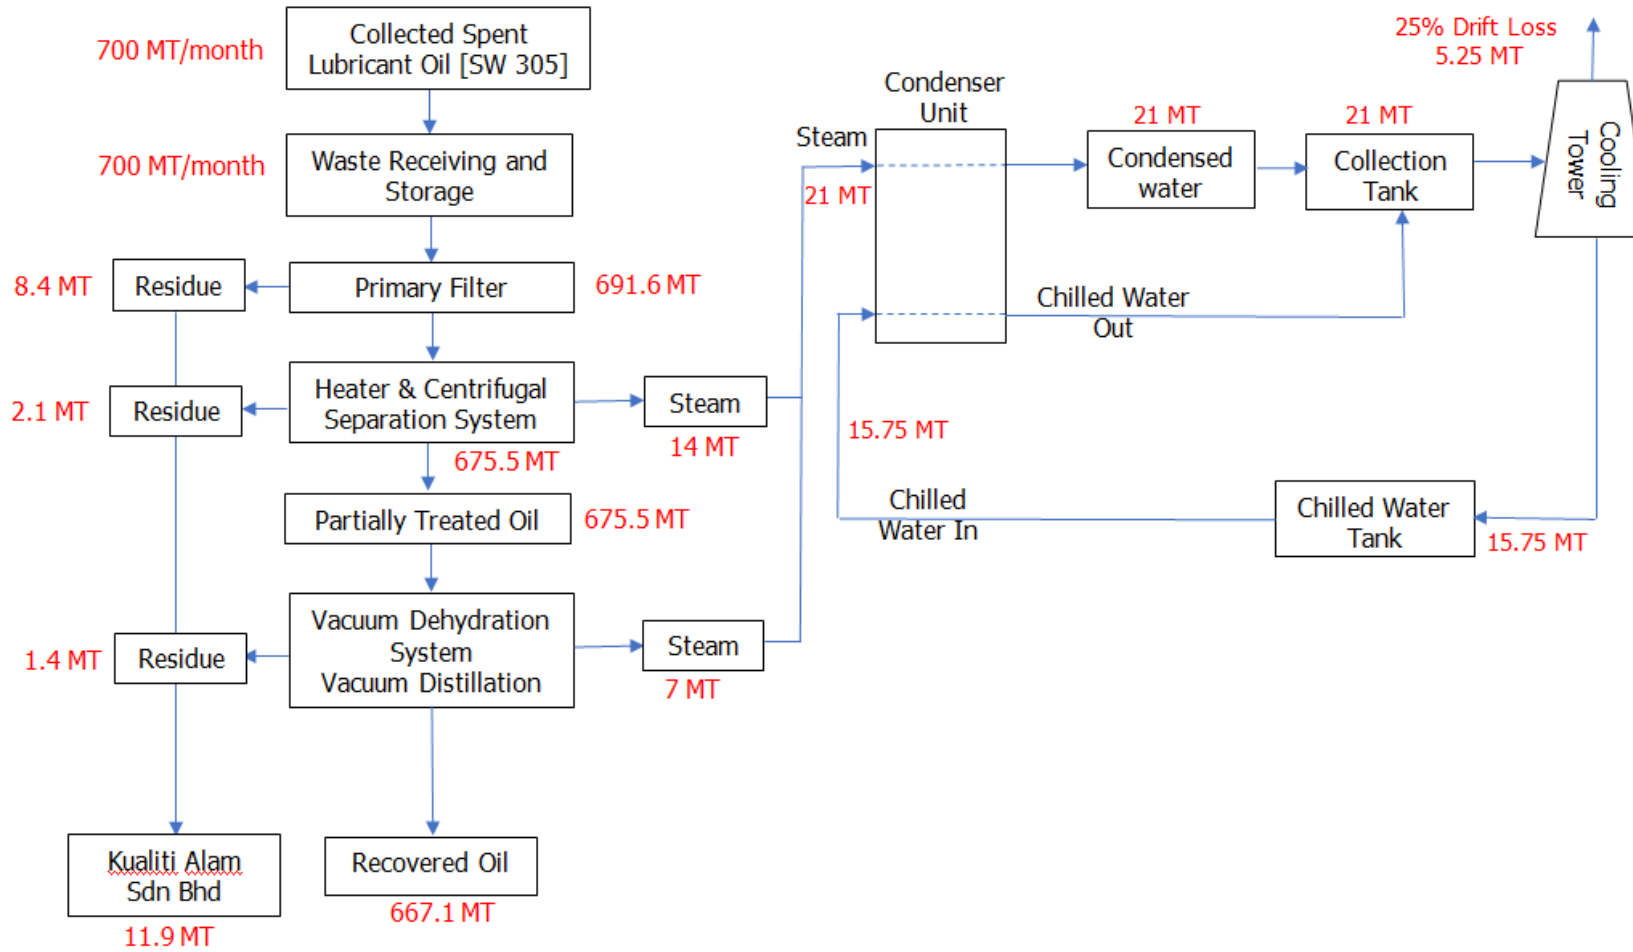 700 MT/month
Collected Spent
Lubricant Oil [SW 305]
700 MT/month
Waste Receiving and
Storage
8.4 MT
Residue
Primary Filter
691.6 MT
2.1 MT
Residue
Heater & Centrifugal
Separation System
675.5 MT
Steam
14 MT
Partially Treated Oil
675.5 MT
1.4 MT
Residue
Vacuum Dehydration
System
Vacuum Distillation
Steam
7 MT
Kualiti Alam
Sdn Bhd
11.9 MT
Recovered Oil
667.1 MT
Steam
21 MT
Condenser
Unit
21 MT
Condensed
water
21 MT
Collection
Tank
25% Drift Loss
5.25 MT
Cooling
Tower
Chilled Water
Out
15.75 MT
Chilled
Water In
Chilled Water
Tank
15.75 MT